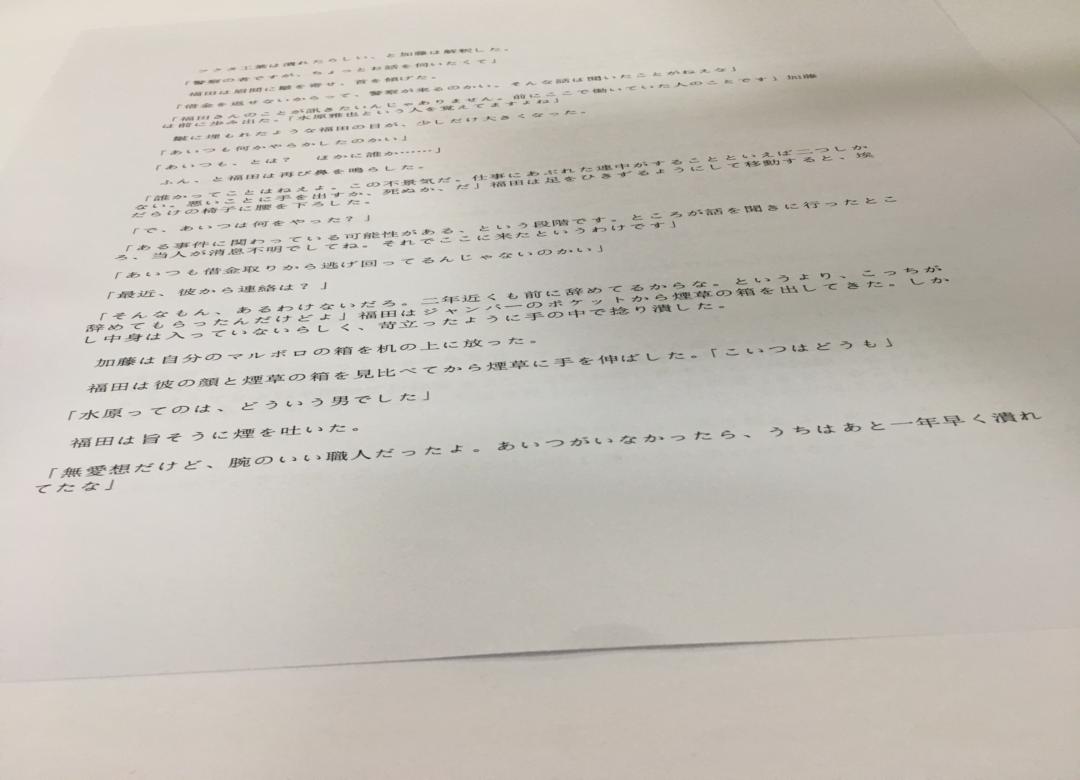 フクタ工業は潰れたらしい、と加藤は解釈した。
「警察の者ですが、ちょっとお話を伺いたくて」
福田は眉間に皺を寄せ、首を傾げた。
「借金を返せないからって、警察が来るのかい。そんな話は聞いたことがねえな」
「福田さんのことが訊きたいんじゃありません。前にここで働いていた人のことです」加藤
は前に歩み出た。「水原雅也という人を覚えてますよね」
皺に埋もれたような福田の目が、少しだけ大きくなった。
「あいつも何かやらかしたのかい」
「あいつも、とは？　ほかに誰か……」
ふん、と福田は再び鼻を鳴らした。
「誰かってことはねえよ。この不景気だ。仕事にあぶれた連中がすることといえば二つしか
ない。悪いことに手を出すか、死ぬか、だ」福田は足をひきずるようにして移動すると、埃
だらけの椅子に腰を下ろした。
「で、あいつは何をやった？」
「ある事件に関わっている可能性がある、という段階です。ところが話を聞きに行ったとこ
ろ、当人が消息不明でしてね。それでここに来たというわけです」
「あいつも借金取りから逃げ回ってるんじゃないのかい」
「最近、彼から連絡は？」
「そんなもん、あるわけないだろ。二年近くも前に辞めてるからな。というより、こっちが
辞めてもらったんだけどよ」福田はジャンパーのポケットから煙草の箱を出してきた。しか
し中身は入っていないらしく、苛立ったように手の中で捻り潰した。
加藤は自分のマルボロの箱を机の上に放った。
福田は彼の顔と煙草の箱を見比べてから煙草に手を伸ばした。「こいつはどうも」
「水原ってのは、どういう男でした」
福田は旨そうに煙を吐いた。
「無愛想だけど、腕のいい職人だったよ。あいつがいなかったら、うちはあと一年早く潰れ
てたな」